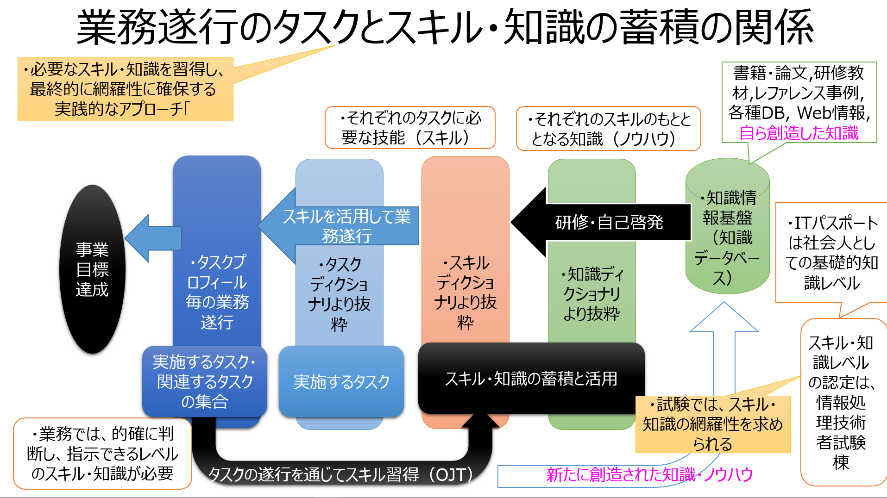 業務遂行のタスクとスキル・知識の蓄積の関係
・必要なスキル・知識を習得し、
最終的に網羅性に確保する
実践的なアプローチ「
・それぞれのタスクに必
要な技能（スキル）
・それぞれのスキルのもとと
となる知識（ノウハウ）
書籍・論文,研修教
材,レファレンス事例,
各種DB, Web情報,
自ら創造した知識
事業
目標
達成
・タスクプ
ロフィール
毎の業務
遂行
スキルを活用して業
務遂行
・タスク
ディクショ
ナリより抜
粋
・スキル
ディクショ
ナリより抜
粋
研修・自己啓発
・知識ディ
クショナリ
より抜粋
・知識情
報基盤
（知識
データベー
ス）
・ITパスポート
は社会人とし
ての基礎的知
識レベル
実施するタスク・
関連するタスク
の集合
実施するタスク
スキル・知識の蓄積と活用
スキル・知
識レベル
の認定は、
情報処
理技術
者試験
棟
・試験では、スキル・
知識の網羅性を求め
られる
・業務では、的確に判
断し、指示できるレベル
のスキル・知識が必要
タスクの遂行を通じてスキル習得（OJT）
新たに創造された知識・ノウハウ